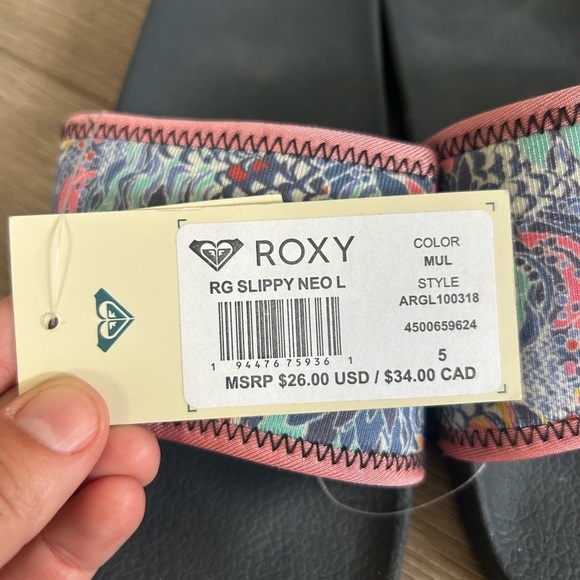 ROXY
RG SLIPPY NEO L
1 94476 75936 1
COLOR
MUL
STYLE
ARGL100318
4500659624
5
MSRP $26.00 USD / $34.00 CAD